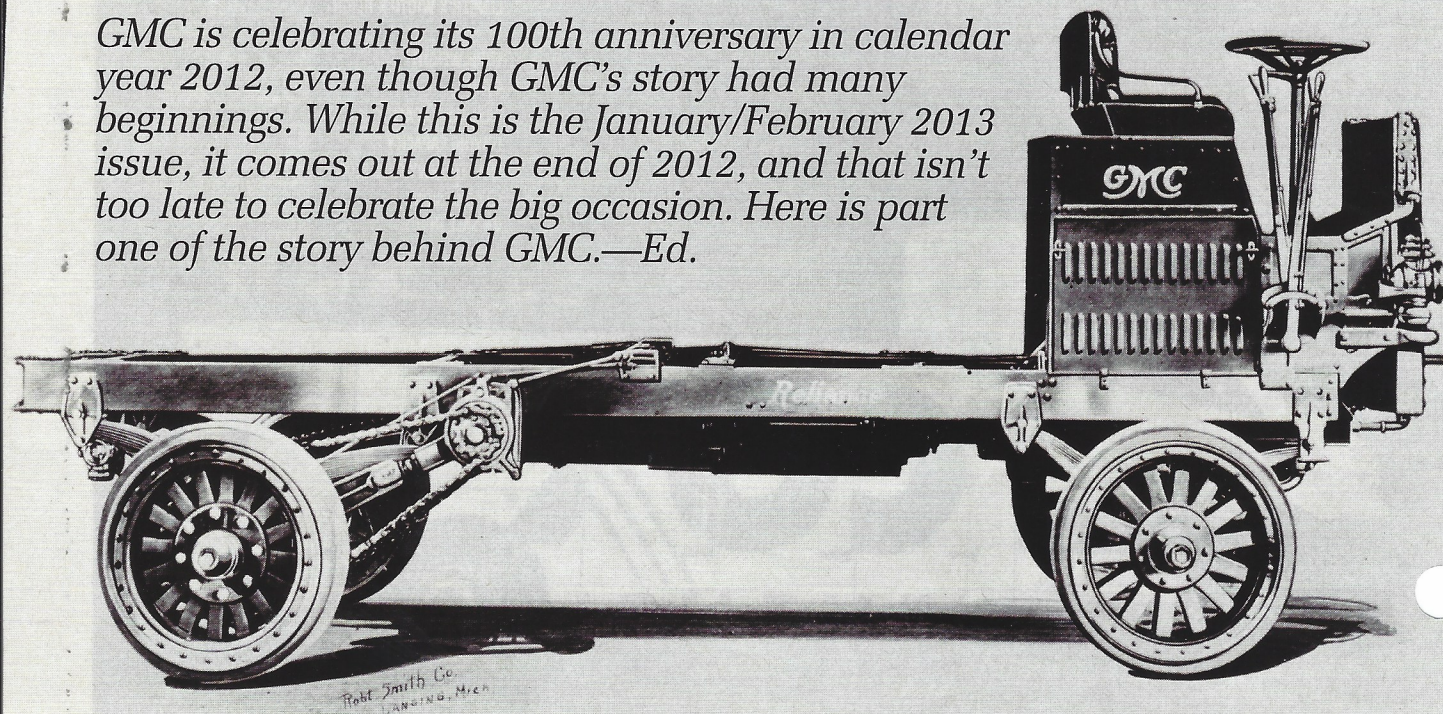 GMC is celebrating its 100th anniversary in calendar
year 2012, even though GMC's story had many
beginnings. While this is the January/February 2013
issue, it comes out at the end of 2012, and that isn't
too late to celebrate the big occasion. Here is part
one of the story behind GMC.—Ed.
GMC
Robt Smith Co.
LANSING, Mich